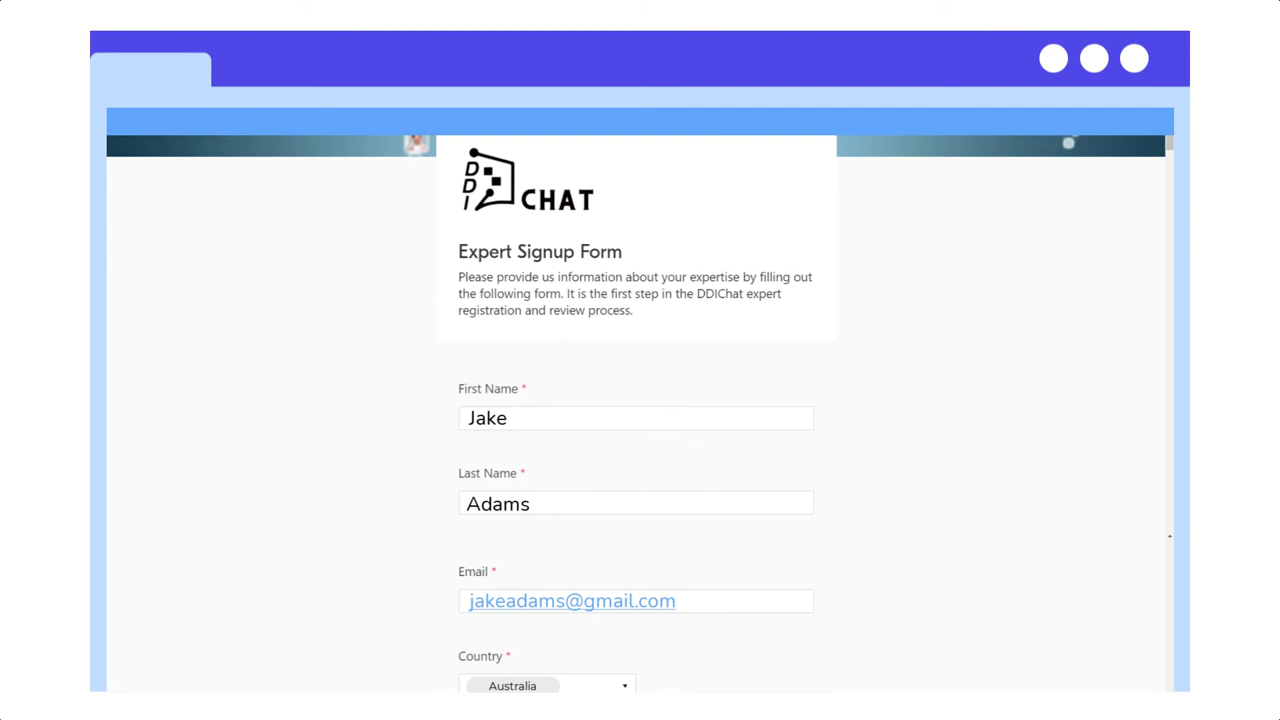 DDI CHAT
Expert Signup Form
Please provide us information about your expertise by filling out
the following form. It is the first step in the DDIChat expert
registration and review process.
First Name *
Jake
Last Name *
Adams
Email *
jakeadams@gmail.com
Country *
Australia